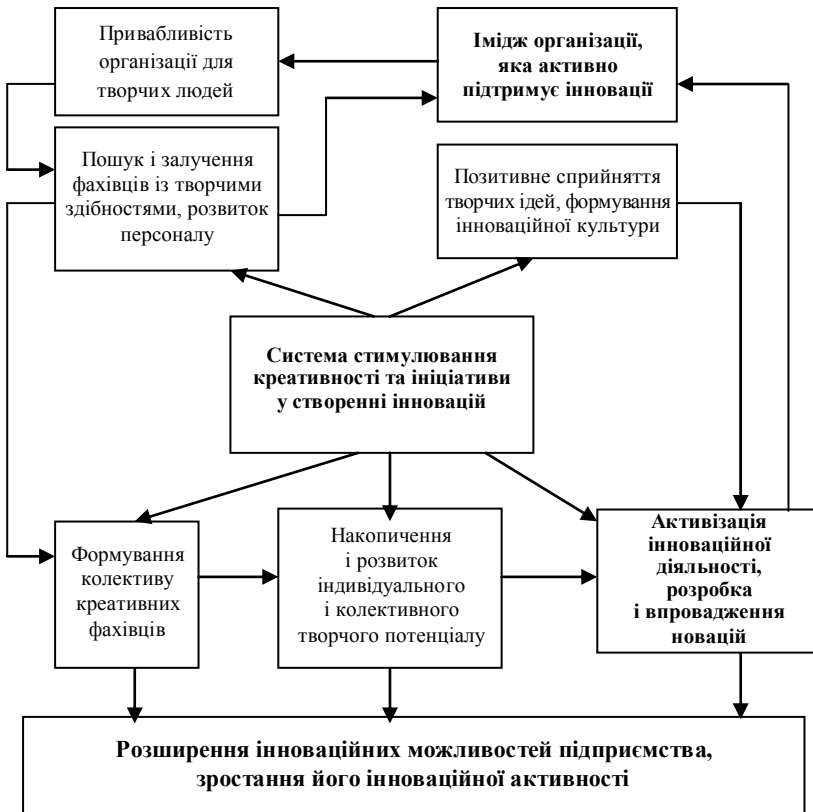 Привабливість
організації для
творчих людей
Імідж організації,
яка активно
підтримує інновації
Пошук і залучення
фахівців із творчими
здібностями, розвиток
персоналу
Позитивне сприйняття
творчих ідей, формування
інноваційної культури
Система стимулювання
креативності та ініціативи
у створенні інновацій
Формування
колективу
креативних
фахівців
Накопичення
і розвиток
індивідуального
і колективного
творчого потенціалу
Активізація
інноваційної
діяльності,
розробка
і впровадження
новацій
Розширення інноваційних можливостей підприємства,
зростання його інноваційної активності